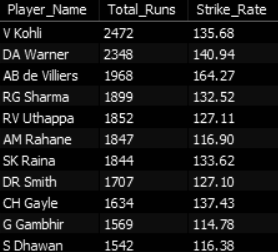 Player_Name Total_Runs Strike_Rate
V Kohli 2472 135.68
DA Warner 2348 140.94
AB de Villiers 1968 164.27
RG Sharma 1899 132.52
RV Uthappa 1852 127.11
AM Rahane 1847 116.90
SK Raina 1844 133.62
DR Smith 1707 127.10
CH Gayle 1634 137.43
G Gambhir 1569 114.78
S Dhawan 1542 116.38